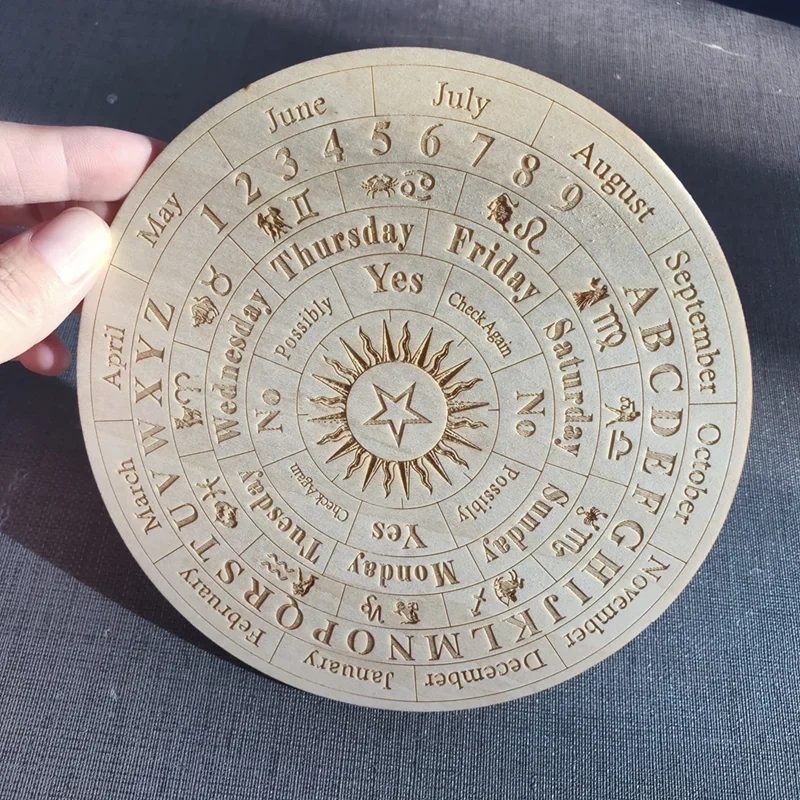 January
February
March
April
May
June
July
August
September
October
November
December
1 2 3 4 5 6 7 8 9
A B C D E F G H I J K L M N O P Q R S T U V W X Y Z
♈ ♉ ♊ ♋ ♌ ♍ ♎ ♏ ♐ ♑ ♒ ♓
Monday
Tuesday
Wednesday
Thursday
Friday
Saturday
Sunday
Yes
Check Again
No
Possibly
Yes
Check Again
No
Possibly